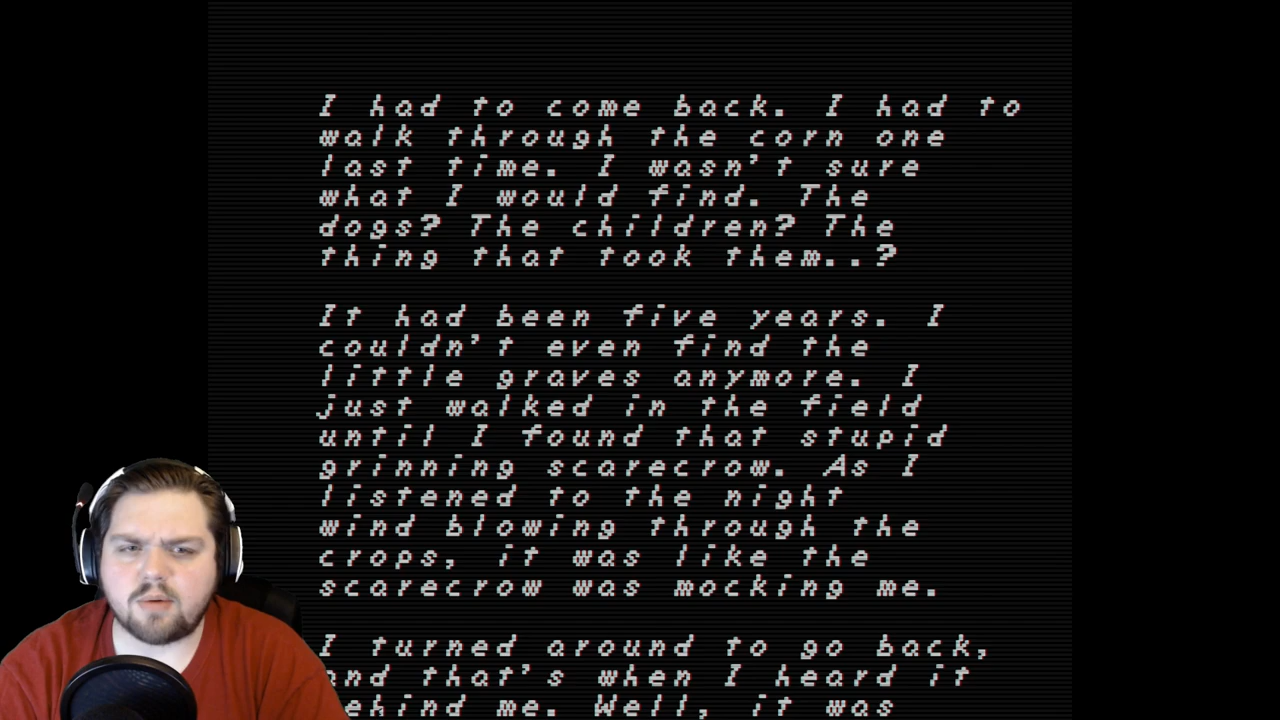 I had to come back. I had to
walk through the corn one
last time. I wasn't sure
what I would find. The
dogs? The children? The
thing that took them..?
It had been five years. I
couldn't even find the
little graves anymore. I
just walked in the field
until I found that stupid
grinning scarecrow. As I
listened to the night
wind blowing through the
crops, it was like the
scarecrow was mocking me.
I turned around to go back,
and that's when I heard it
behind me. Well, it was